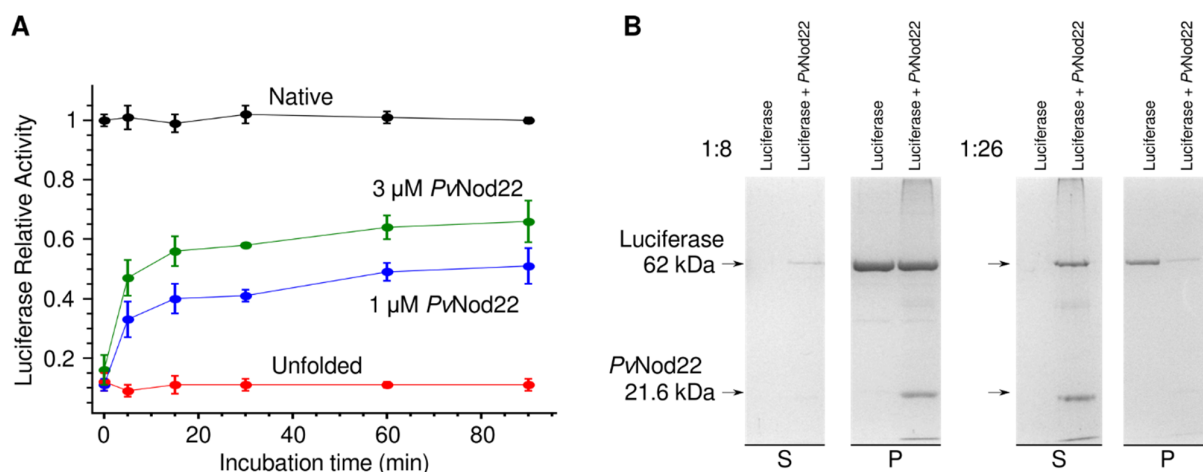 A
Luciferase Relative Activity
1
0.8
0.6
0.4
0.2
Native
3 µM PvNod22
1 µM PvNod22
Unfolded
0
20
40
60
80
Incubation time (min)
B
Luciferase
Luciferase + PvNod22
Luciferase
Luciferase + PvNod22
Luciferase
Luciferase + PvNod22
Luciferase
Luciferase + PvNod22
1:8
1:26
Luciferase
62 kDa
PvNod22
21.6 kDa
S
P
S
P